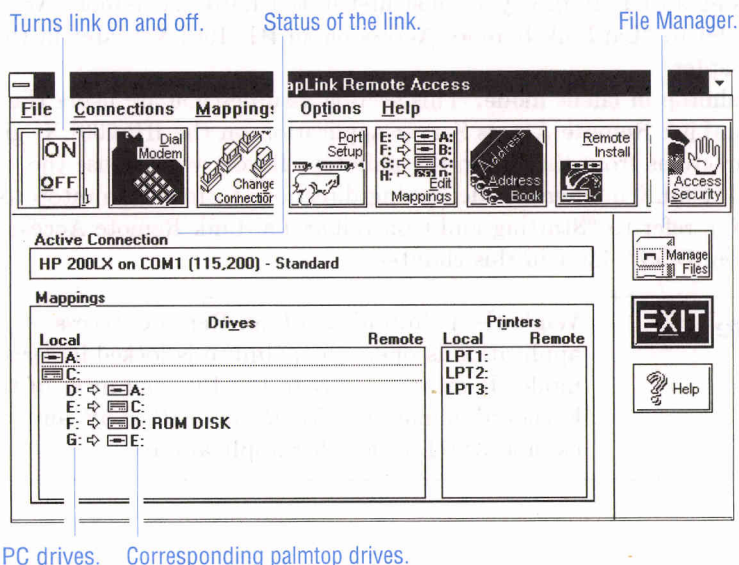 Turns link on and off. Status of the link. File Manager.
apLink Remote Access
File Connections Mappings Options Help
ON
OFF
Dial
Modem
Change
Connection
Port
Setup
E: A:
F: B:
G: C:
H: D:
Edit
Mappings
Address
Address
Book
Remote
Install
Access
Security
Active Connection
HP 200LX on COM1 (115,200) - Standard
Manage
Files
EXIT
Help
Mappings
Drives
Local Remote
A:
C:
D: A:
E: C:
F: D: ROM DISK
G: E:
Printers
Local Remote
LPT1:
LPT2:
LPT3:
PC drives. Corresponding palmtop drives.